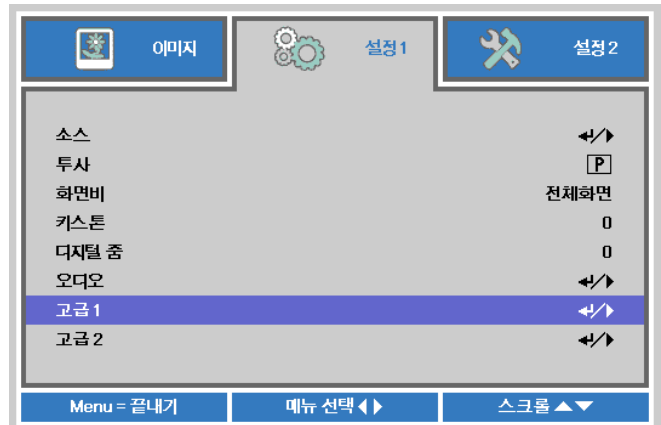 이미지 설정1 설정2
소스 ↵/▶
투사 P
화면비 전체화면
키스톤 0
디지털 줌 0
오디오 ↵/▶
고급1 ↵/▶
고급2 ↵/▶
Menu = 끝내기 메뉴 선택◀▶ 스크롤▲▼